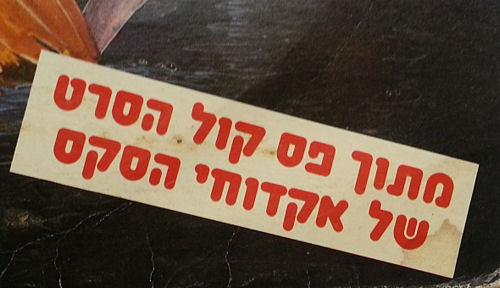 מתוך פס קול הסרט
של אקדוחי הסקס